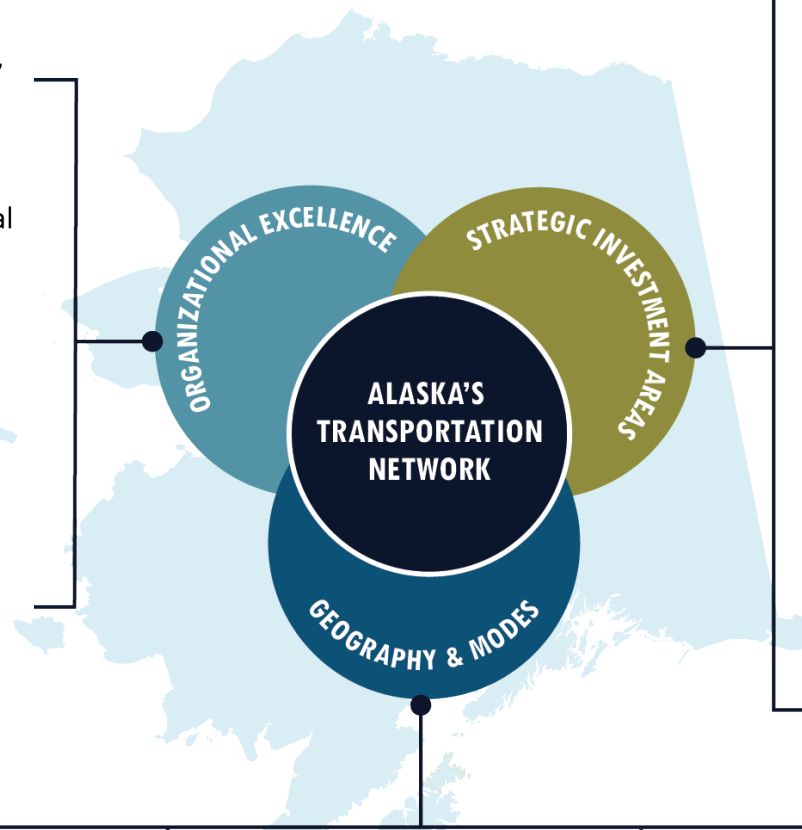 ORGANIZATIONAL EXCELLENCE
STRATEGIC INVESTMENT AREAS
ALASKA'S
TRANSPORTATION
NETWORK
GEOGRAPHY & MODES